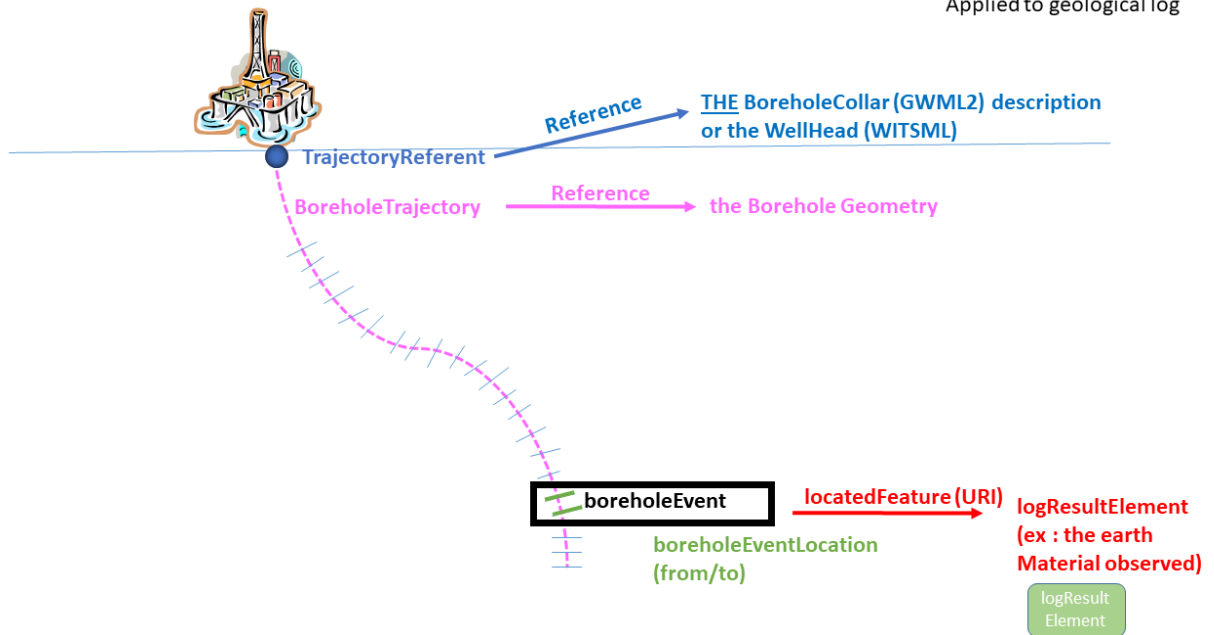 Applied to geological log
Reference
THE BoreholeCollar (GWML2) description
or the WellHead (WITSML)
TrajectoryReferent
BoreholeTrajectory
Reference
the Borehole Geometry
boreholeEvent
locatedFeature (URI)
logResultElement
(ex : the earth
Material observed)
boreholeEventLocation
(from/to)
logResult
Element